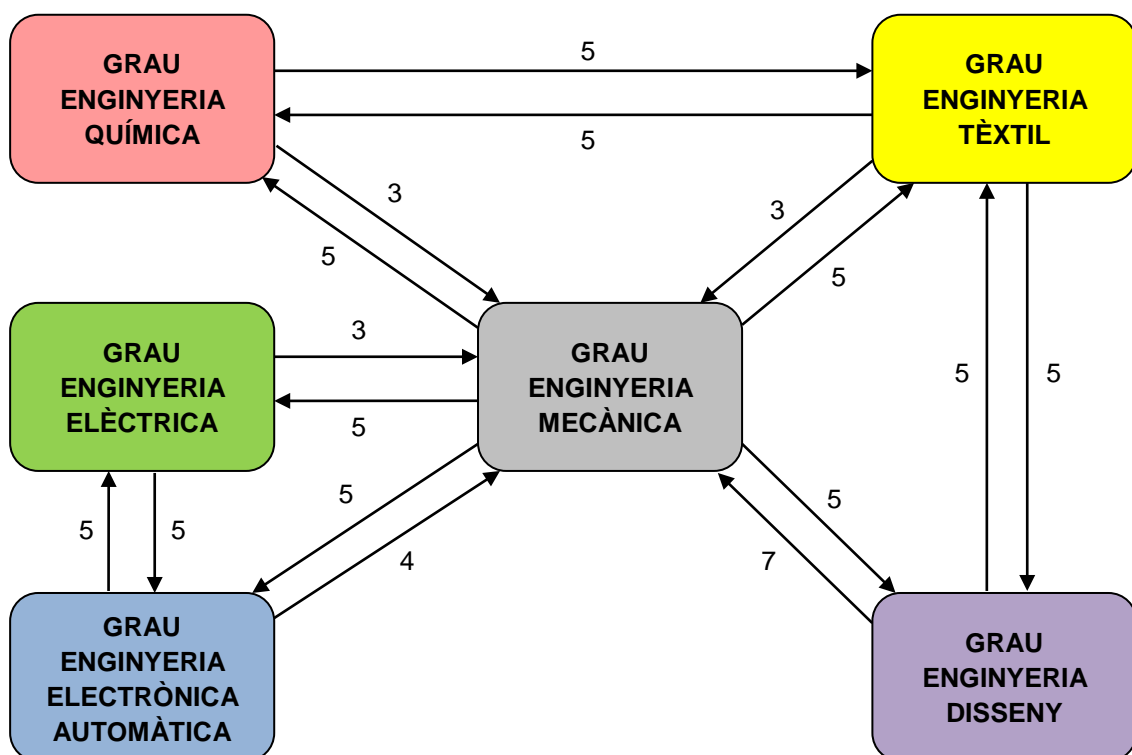 GRAU
ENGINYERIA
QUÍMICA
5
5
GRAU
ENGINYERIA
TÈXTIL
3
5
3
5
GRAU
ENGINYERIA
ELÈCTRICA
3
5
GRAU
ENGINYERIA
MECÀNICA
5
5
5
5
5
4
5
7
GRAU
ENGINYERIA
ELECTRÒNICA
AUTOMÀTICA
GRAU
ENGINYERIA
DISSENY